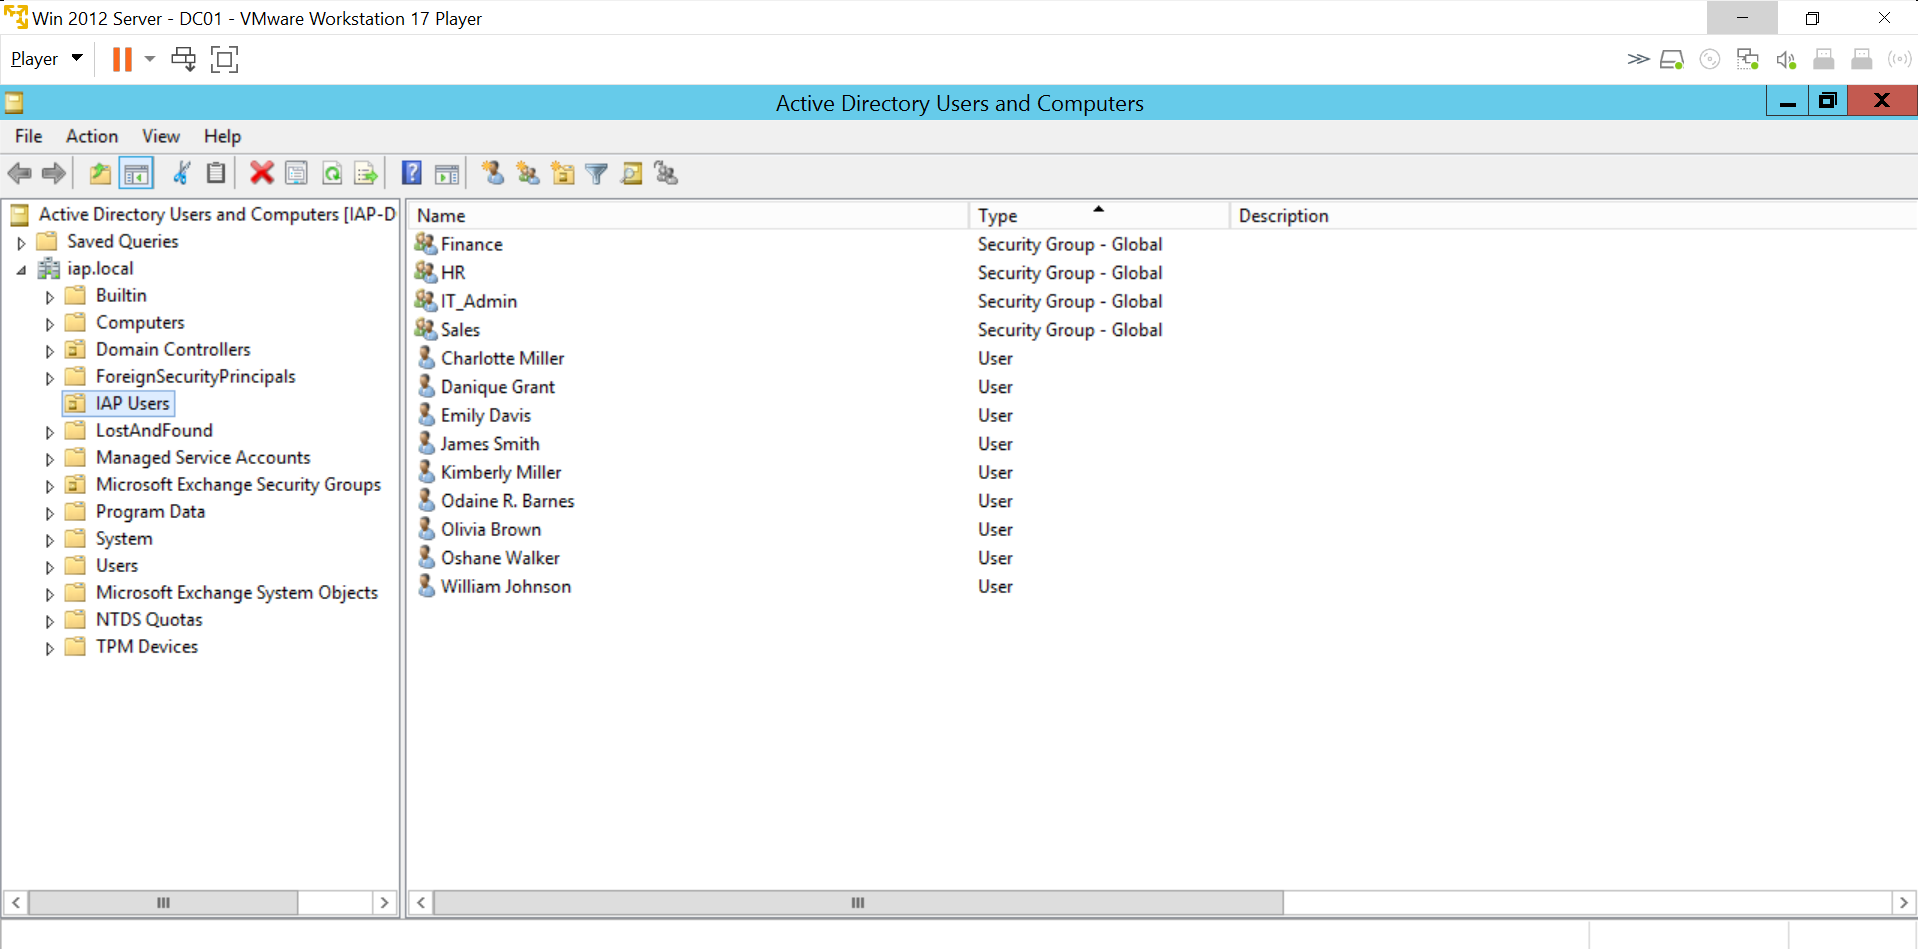 Win 2012 Server - DC01 - VMware Workstation 17 Player
Player
Active Directory Users and Computers
File Action View Help
Active Directory Users and Computers [IAP-D
Saved Queries
iap.local
Builtin
Computers
Domain Controllers
ForeignSecurityPrincipals
IAP Users
LostAndFound
Managed Service Accounts
Microsoft Exchange Security Groups
Program Data
System
Users
Microsoft Exchange System Objects
NTDS Quotas
TPM Devices
Name Type Description
Finance Security Group - Global
HR Security Group - Global
IT_Admin Security Group - Global
Sales Security Group - Global
Charlotte Miller User
Danique Grant User
Emily Davis User
James Smith User
Kimberly Miller User
Odaine R. Barnes User
Olivia Brown User
Oshane Walker User
William Johnson User